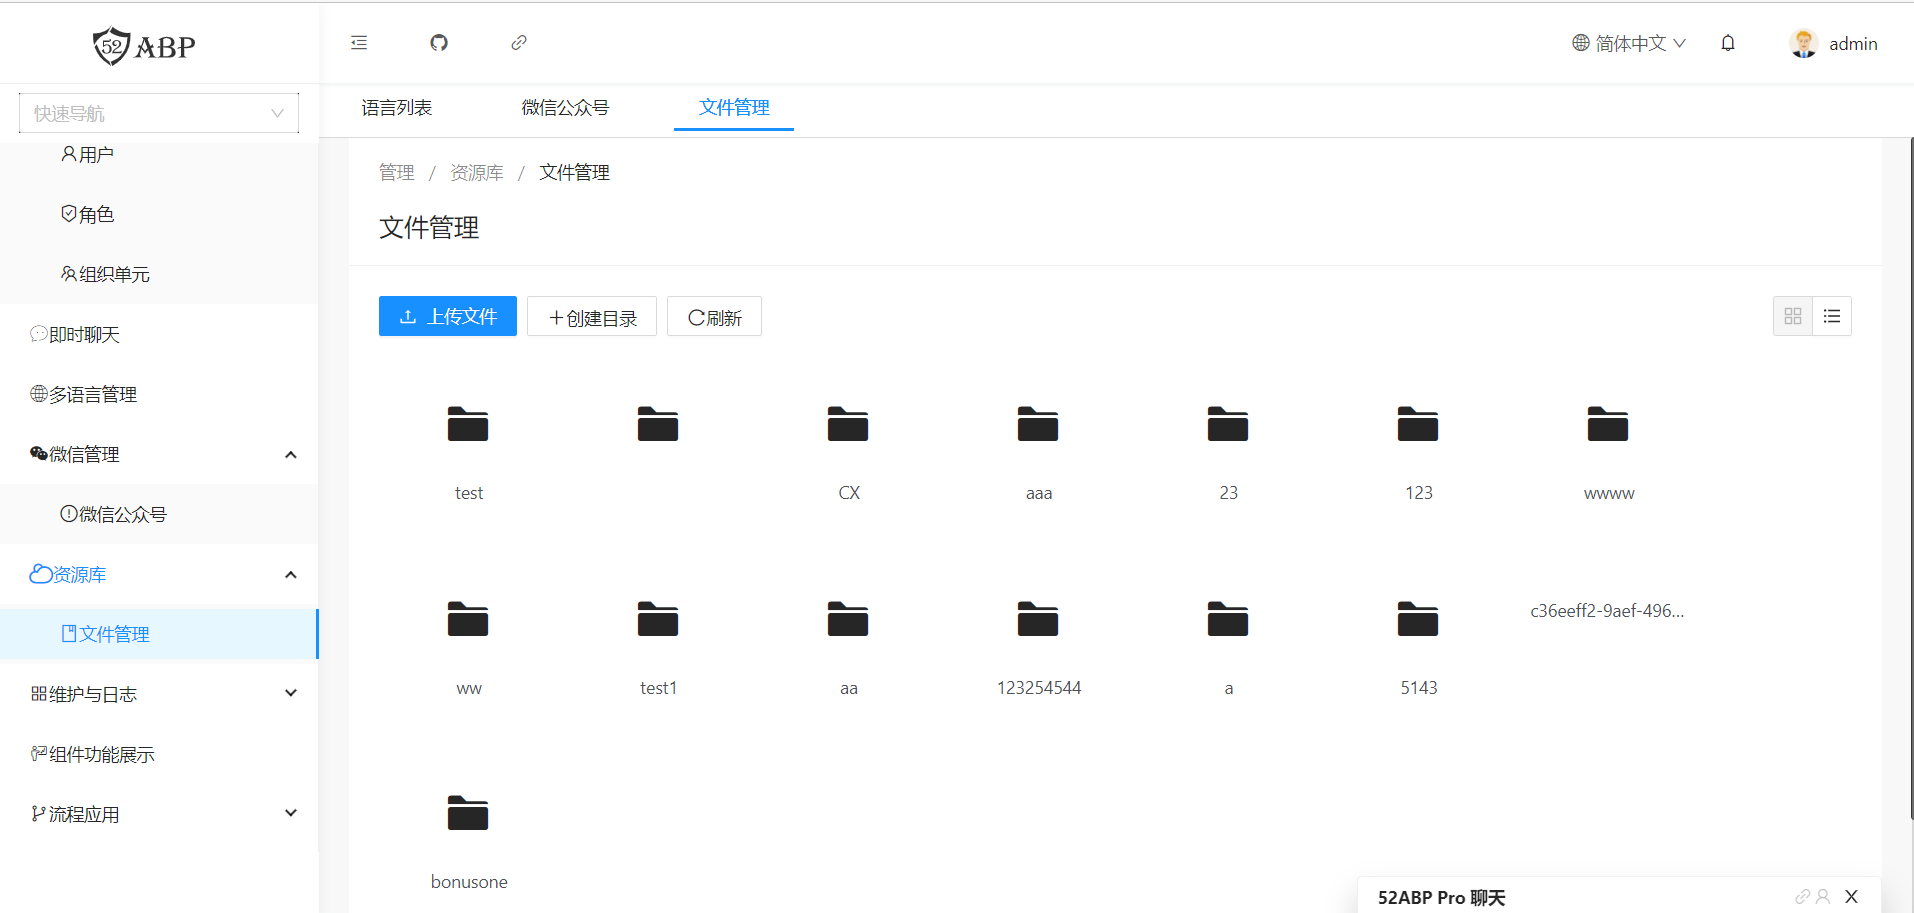 52 ABP
简体中文
admin
快速导航
语言列表
微信公众号
文件管理
用户
角色
组织单元
即时聊天
多语言管理
微信管理
微信公众号
资源库
文件管理
维护与日志
组件功能展示
流程应用
管理 / 资源库 / 文件管理
文件管理
上传文件
创建目录
刷新
test
CX
aaa
23
123
wwww
ww
test1
aa
123254544
a
5143
c36eeff2-9aef-496...
bonusone
52ABP Pro 聊天
X